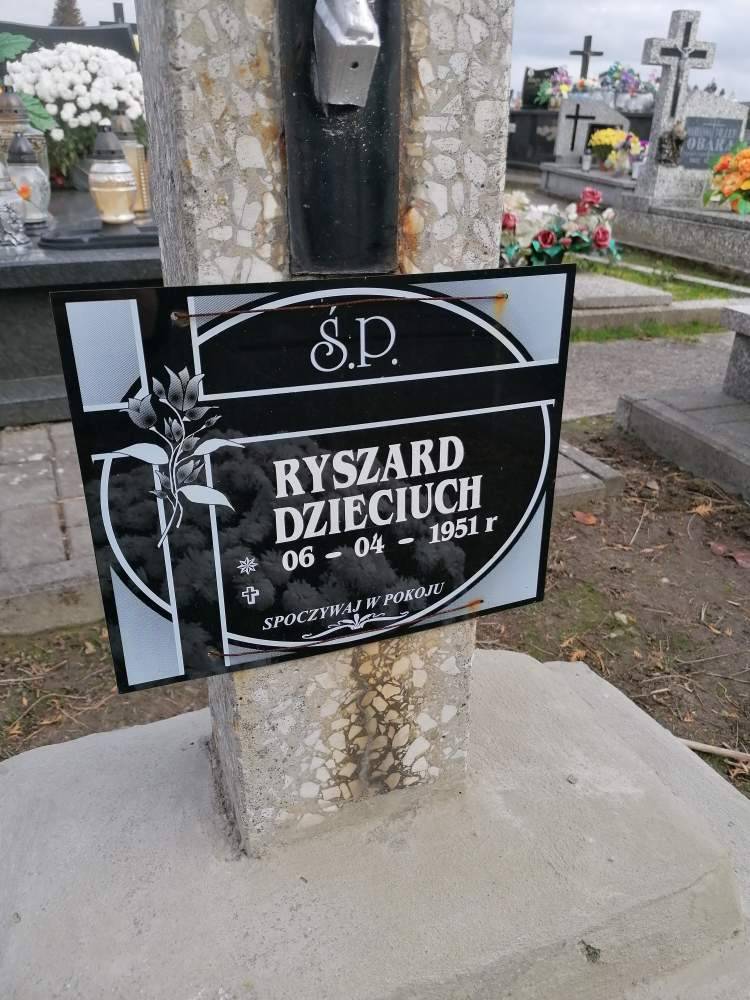 Ś.P.
RYSZARD
DZIECIUCH
06 - 04 - 1951 r
SPOCZYWAJ W POKOJU